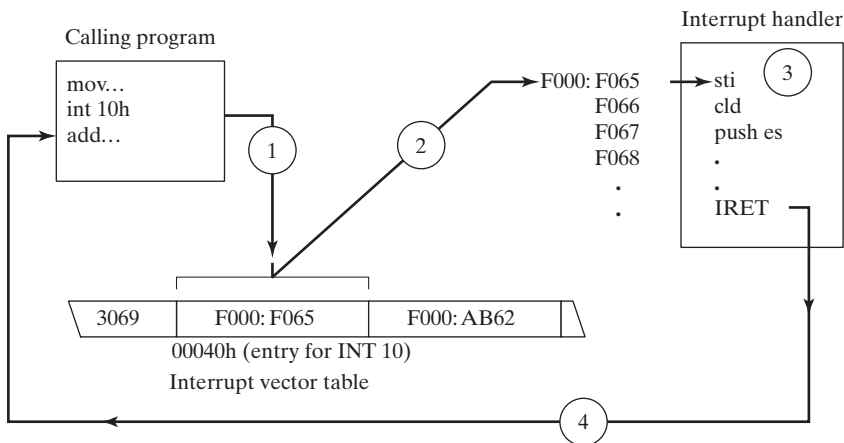 Calling program
mov...
int 10h
add...
1
2
F000: F065
F066
F067
F068
.
.
Interrupt handler
3
sti
cld
push es
.
.
IRET
3069
F000: F065
F000: AB62
00040h (entry for INT 10)
Interrupt vector table
4